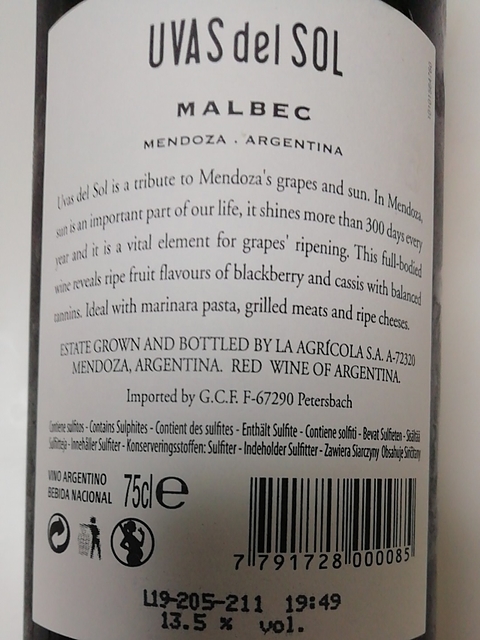 UVAS del SOL
MALBEC
MENDOZA . ARGENTINA
Uvas del Sol is a tribute to Mendoza's grapes and sun. In Mendoza,
sun is an important part of our life, it shines more than 300 days every
year and it is a vital element for grapes' ripening. This full-bodied
wine reveals ripe fruit flavours of blackberry and cassis with balanced
tannins. Ideal with marinara pasta, grilled meats and ripe cheeses.
ESTATE GROWN AND BOTTLED BY LA AGRÍCOLA S.A. A-72320
MENDOZA, ARGENTINA. RED WINE OF ARGENTINA.
Imported by G.C.F. F-67290 Petersbach
Contiene sulfitos - Contains Sulphites - Contient des sulfites - Enthält Sulfite - Contiene solfiti - Bevat Sulfieten - Sisältää
Sulfiitteja - Innehåller Sulfiter - Konserveringsstoffen: Sulfiter - Indeholder Sulfitter - Zawiera Siarczyny Obsahuje Siričitany
VINO ARGENTINO
BEBIDA NACIONAL
75cl e
7 791728 000085
L19-205-211 19:49
13.5 % vol.